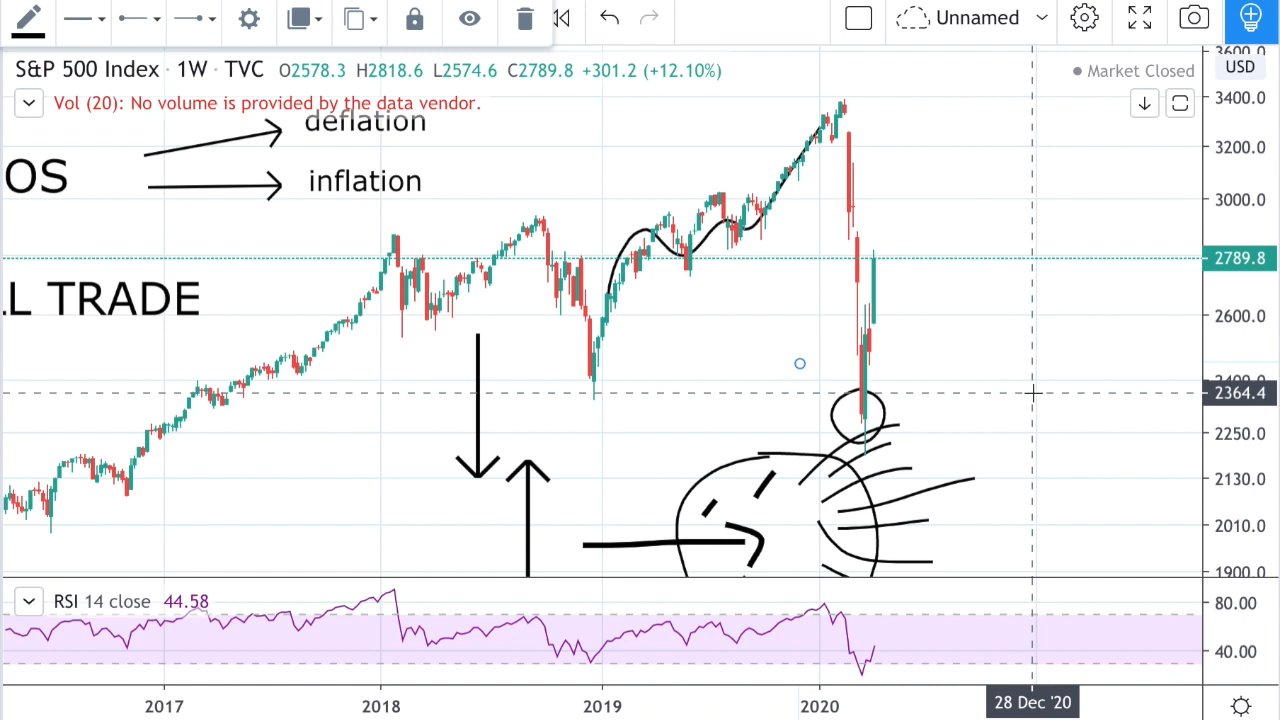 Unnamed
S&P 500 Index · 1W · TVC O2578.3 H2818.6 L2574.6 C2789.8 +301.2 (+12.10%)
Market Closed
USD
Vol (20): No volume is provided by the data vendor.
deflation
OS
inflation
L TRADE
3600.0
3400.0
3200.0
3000.0
2789.8
2600.0
2400.0
2364.4
2250.0
2130.0
2010.0
1900.0
RSI 14 close 44.58
80.00
40.00
2017 2018 2019 2020 28 Dec '20